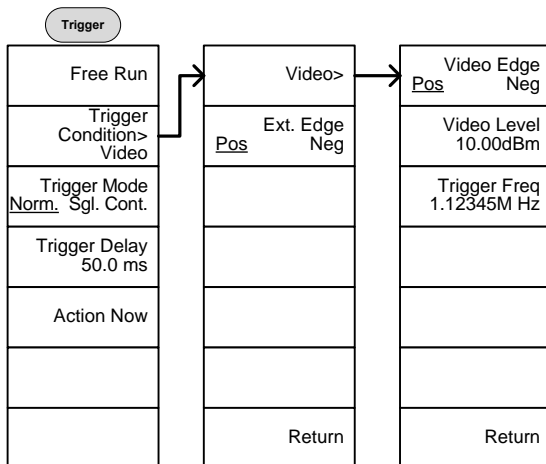 Trigger
Free Run
Trigger
Condition>
Video
Trigger Mode
Norm. Sgl. Cont.
Trigger Delay
50.0 ms
Action Now
Video>
Ext. Edge
Pos Neg
Return
Video Edge
Pos Neg
Video Level
10.00dBm
Trigger Freq
1.12345M Hz
Return